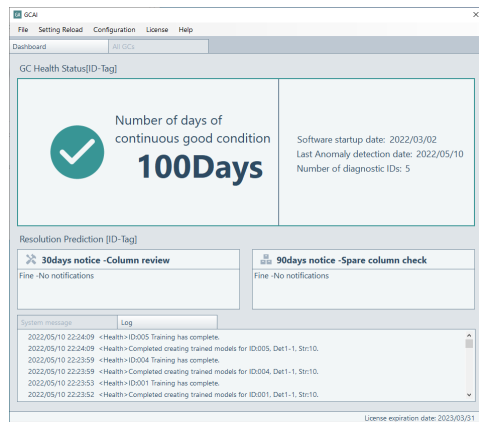 GCAI
File Setting Reload Configuration License Help
Dashboard All GCs
GC Health Status[ID-Tag]
Number of days of
continuous good condition
100Days
Software startup date: 2022/03/02
Last Anomaly detection date: 2022/05/10
Number of diagnostic IDs: 5
Resolution Prediction [ID-Tag]
30days notice -Column review
Fine -No notifications
90days notice -Spare column check
Fine -No notifications
System message Log
2022/05/10 22:24:09 <Health>ID:005 Training has complete.
2022/05/10 22:24:09 <Health>Completed creating trained models for ID:005, Det1-1, Str:10.
2022/05/10 22:23:59 <Health>ID:004 Training has complete.
2022/05/10 22:23:59 <Health>Completed creating trained models for ID:004, Det1-1, Str:10.
2022/05/10 22:23:53 <Health>ID:001 Training has complete.
2022/05/10 22:23:52 <Health>Completed creating trained models for ID:001, Det1-1, Str:10.
License expiration date: 2023/03/31